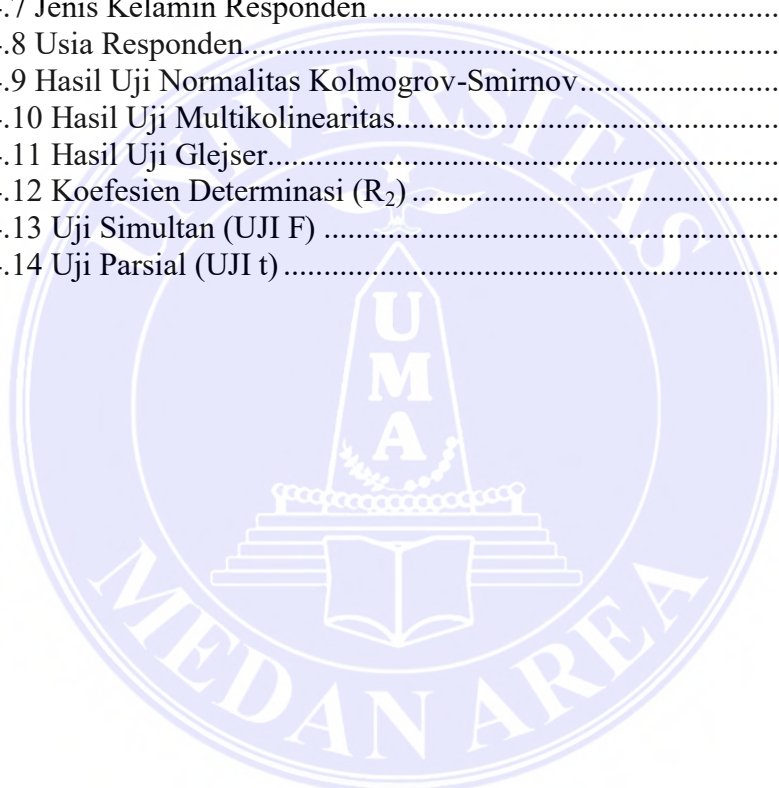 .7 Jenis Kelamin Responden ....................................................
.8 Usia Responden....................................................................
.9 Hasil Uji Normalitas Kolmogrov-Smirnov.........................
.10 Hasil Uji Multikolinearitas................................................
.11 Hasil Uji Glejser................................................................
.12 Koefesien Determinasi (R₂) ..............................................
.13 Uji Simultan (UJI F) .........................................................
.14 Uji Parsial (UJI t) ..............................................................
UNIVERSITAS
U
M
A
MEDAN AREA